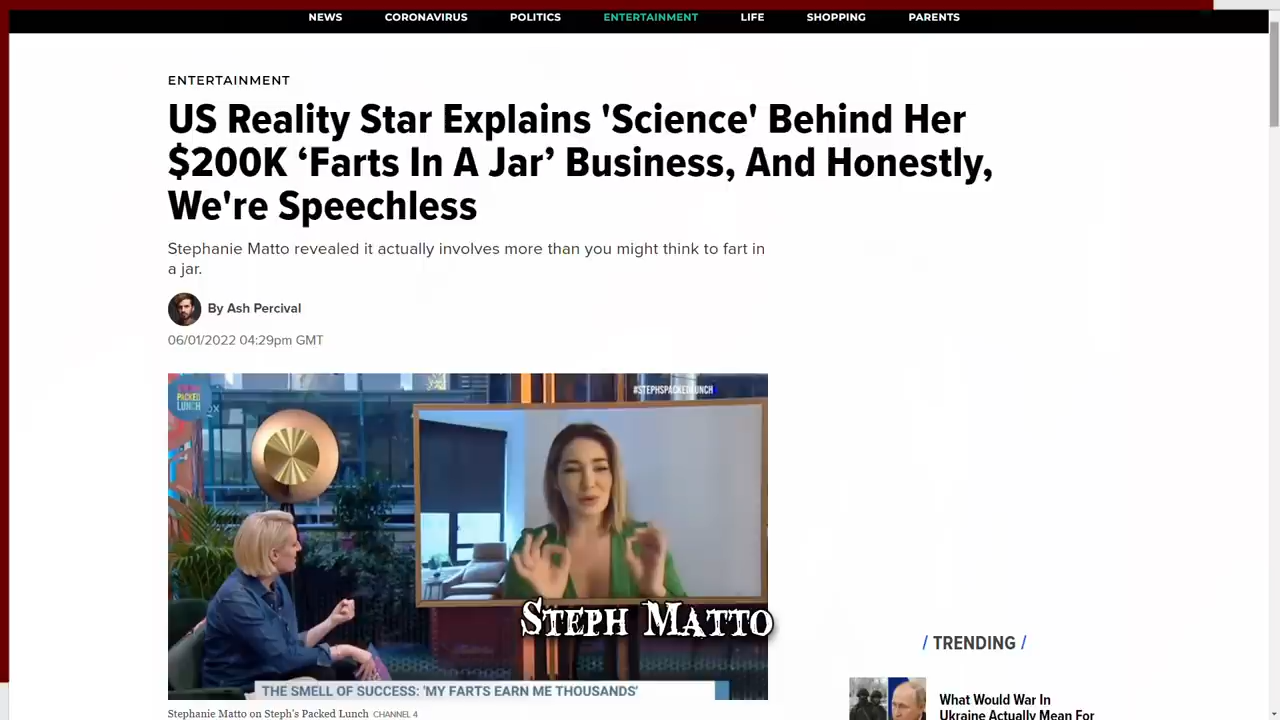 NEWS CORONAVIRUS POLITICS ENTERTAINMENT LIFE SHOPPING PARENTS
ENTERTAINMENT
US Reality Star Explains 'Science' Behind Her
$200K ‘Farts In A Jar’ Business, And Honestly,
We're Speechless
Stephanie Matto revealed it actually involves more than you might think to fart in
a jar.
By Ash Percival
06/01/2022 04:29pm GMT
PACKED
LUNCH
#STEPHSPACKEDLUNCH
STEPH MATTO
THE SMELL OF SUCCESS: 'MY FARTS EARN ME THOUSANDS'
Stephanie Matto on Steph's Packed Lunch CHANNEL 4
/ TRENDING /
What Would War In
Ukraine Actually Mean For